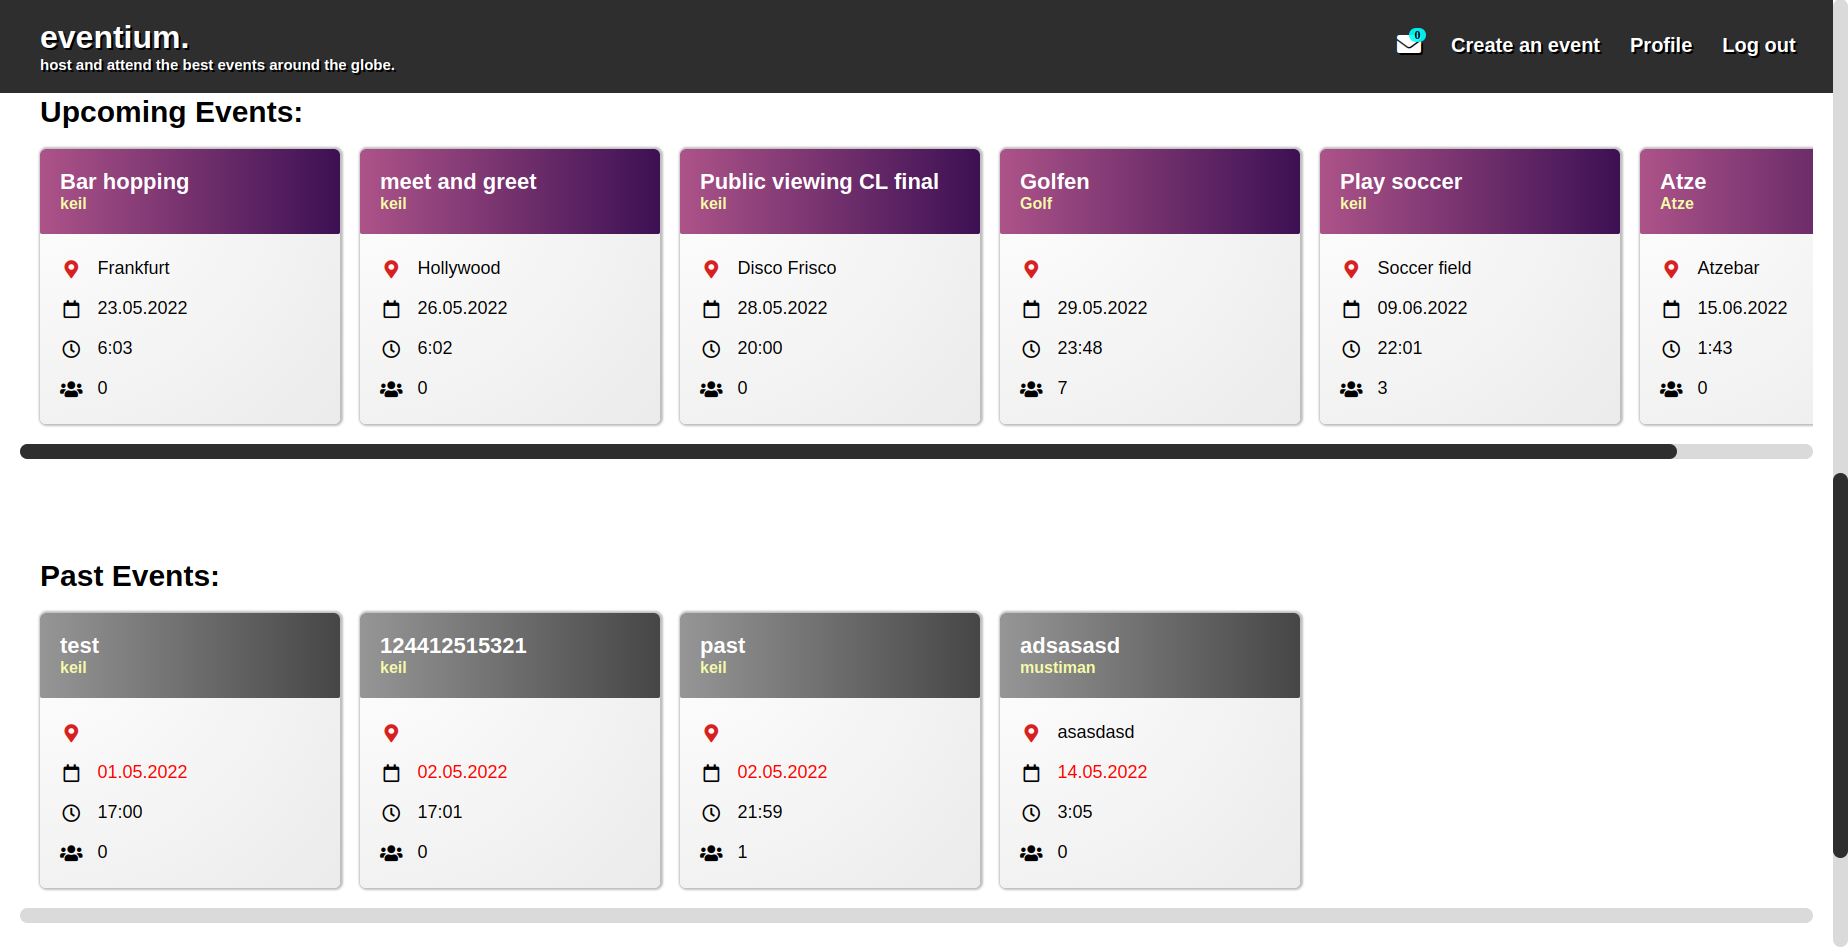 eventium.
host and attend the best events around the globe.
0
Create an event
Profile
Log out
Upcoming Events:
Bar hopping
keil
Frankfurt
23.05.2022
6:03
0
meet and greet
keil
Hollywood
26.05.2022
6:02
0
Public viewing CL final
keil
Disco Frisco
28.05.2022
20:00
0
Golfen
Golf
29.05.2022
23:48
7
Play soccer
keil
Soccer field
09.06.2022
22:01
3
Atze
Atze
Atzebar
15.06.2022
1:43
0
Past Events:
test
keil
01.05.2022
17:00
0
124412515321
keil
02.05.2022
17:01
0
past
keil
02.05.2022
21:59
1
adsasasd
mustiman
asasdasd
14.05.2022
3:05
0